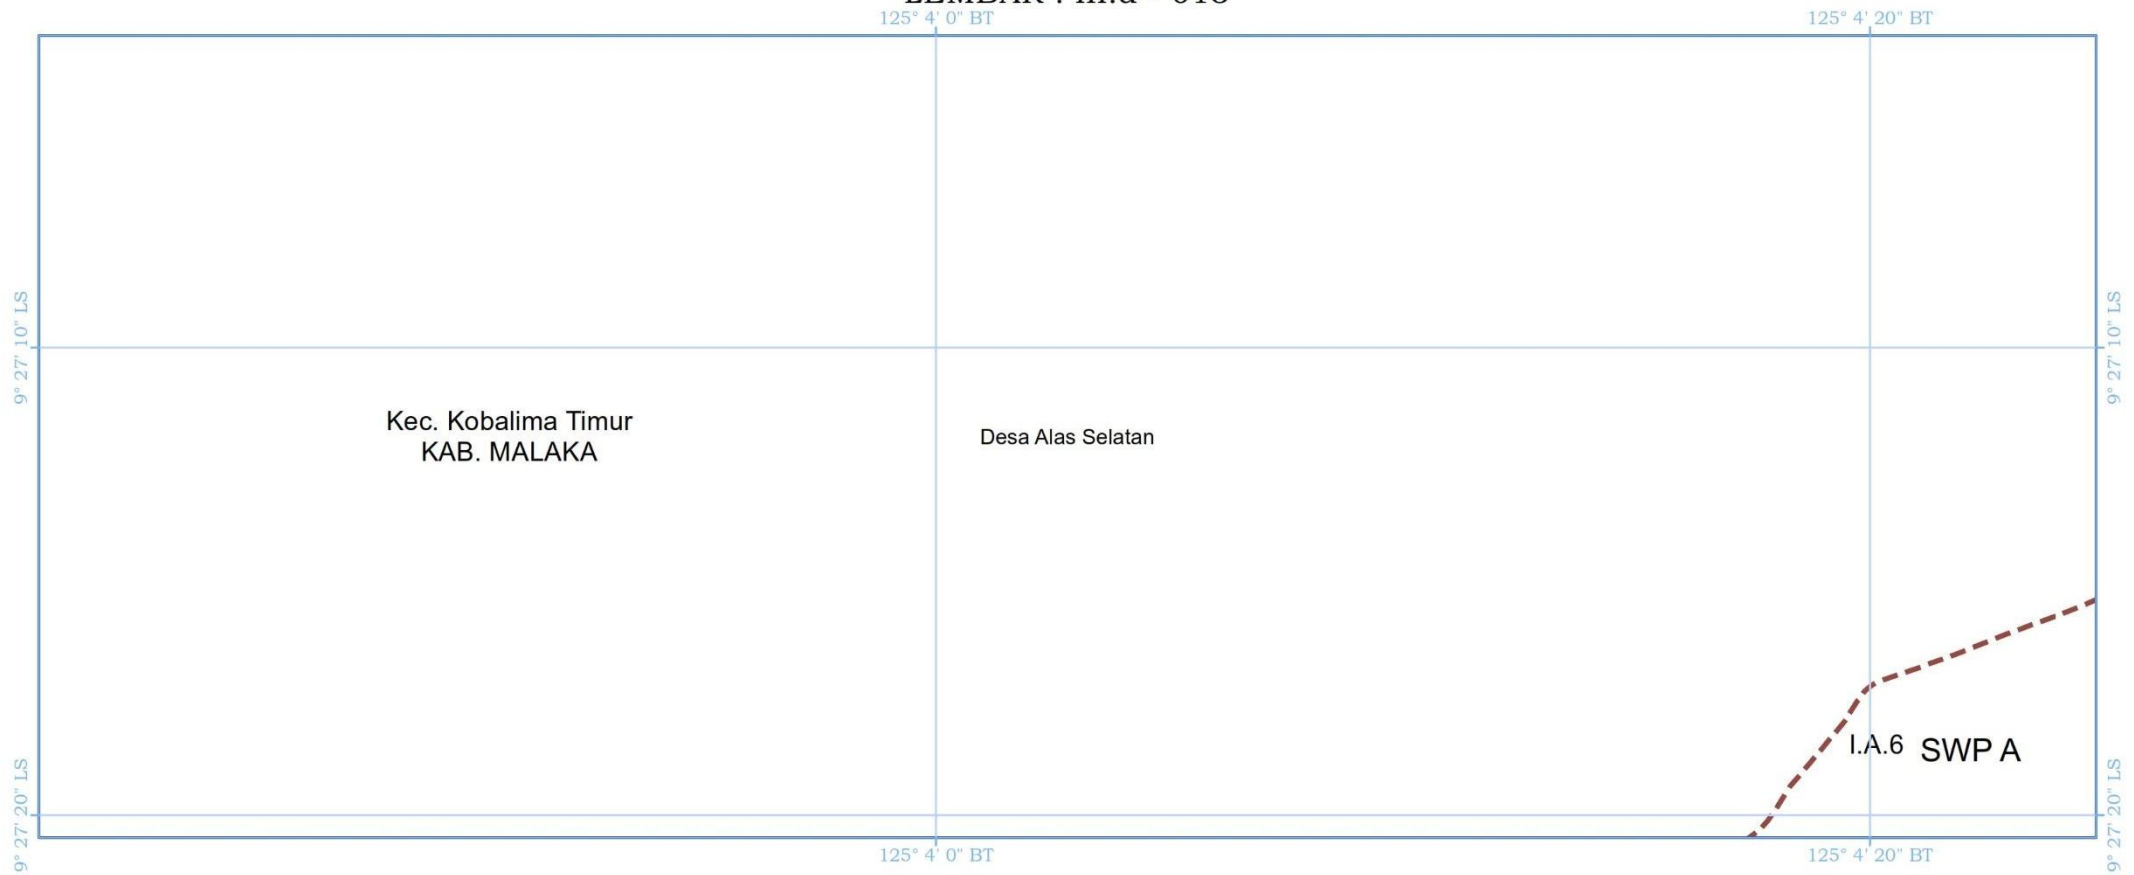 125° 4' 0" BT
125° 4' 20" BT
9° 27' 10" LS
9° 27' 10" LS
Kec. Kobalima Timur
KAB. MALAKA
Desa Alas Selatan
I.A.6 SWP A
9° 27' 20" LS
9° 27' 20" LS
125° 4' 0" BT
125° 4' 20" BT